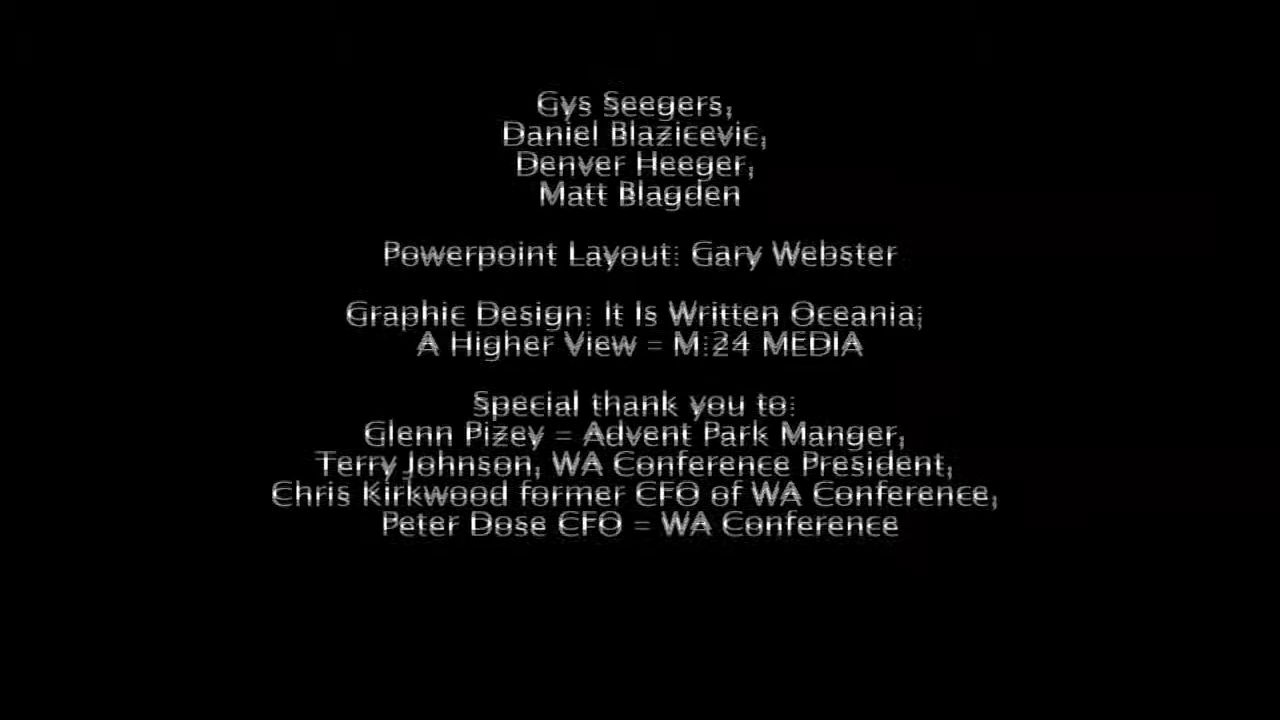 Gys Seegers,
Daniel Blazicevic,
Denver Heeger,
Matt Blagden
Powerpoint Layout: Gary Webster
Graphic Design: It Is Written Oceania;
A Higher View - M:24 MEDIA
Special thank you to:
Glenn Pizey - Advent Park Manger,
Terry Johnson, WA Conference President,
Chris Kirkwood former CFO of WA Conference,
Peter Dose CFO - WA Conference